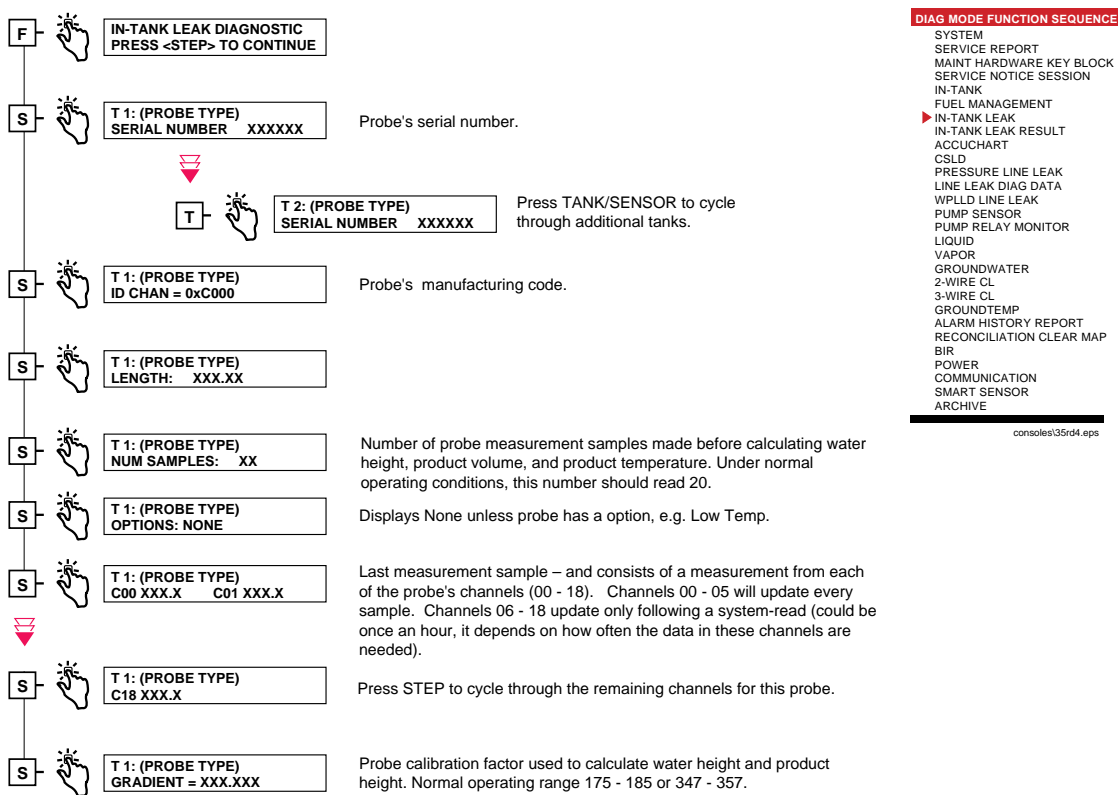 F
IN-TANK LEAK DIAGNOSTIC
PRESS <STEP> TO CONTINUE
S
T 1: (PROBE TYPE)
SERIAL NUMBER XXXXXX
Probe's serial number.
T
T 2: (PROBE TYPE)
SERIAL NUMBER XXXXXX
Press TANK/SENSOR to cycle
through additional tanks.
S
T 1: (PROBE TYPE)
ID CHAN = 0xC000
Probe's manufacturing code.
S
T 1: (PROBE TYPE)
LENGTH: XXX.XX
S
T 1: (PROBE TYPE)
NUM SAMPLES: XX
Number of probe measurement samples made before calculating water
height, product volume, and product temperature. Under normal
operating conditions, this number should read 20.
S
T 1: (PROBE TYPE)
OPTIONS: NONE
Displays None unless probe has a option, e.g. Low Temp.
S
T 1: (PROBE TYPE)
C00 XXX.X C01 XXX.X
Last measurement sample – and consists of a measurement from each
of the probe's channels (00 - 18). Channels 00 - 05 will update every
sample. Channels 06 - 18 update only following a system-read (could be
once an hour, it depends on how often the data in these channels are
needed).
S
T 1: (PROBE TYPE)
C18 XXX.X
Press STEP to cycle through the remaining channels for this probe.
S
T 1: (PROBE TYPE)
GRADIENT = XXX.XXX
Probe calibration factor used to calculate water height and product
height. Normal operating range 175 - 185 or 347 - 357.
DIAG MODE FUNCTION SEQUENCE
SYSTEM
SERVICE REPORT
MAINT HARDWARE KEY BLOCK
SERVICE NOTICE SESSION
IN-TANK
FUEL MANAGEMENT
IN-TANK LEAK
IN-TANK LEAK RESULT
ACCUCHART
CSLD
PRESSURE LINE LEAK
LINE LEAK DIAG DATA
WPLLD LINE LEAK
PUMP SENSOR
PUMP RELAY MONITOR
LIQUID
VAPOR
GROUNDWATER
2-WIRE CL
3-WIRE CL
GROUNDTEMP
ALARM HISTORY REPORT
RECONCILIATION CLEAR MAP
BIR
POWER
COMMUNICATION
SMART SENSOR
ARCHIVE
consoles\35rd4.eps